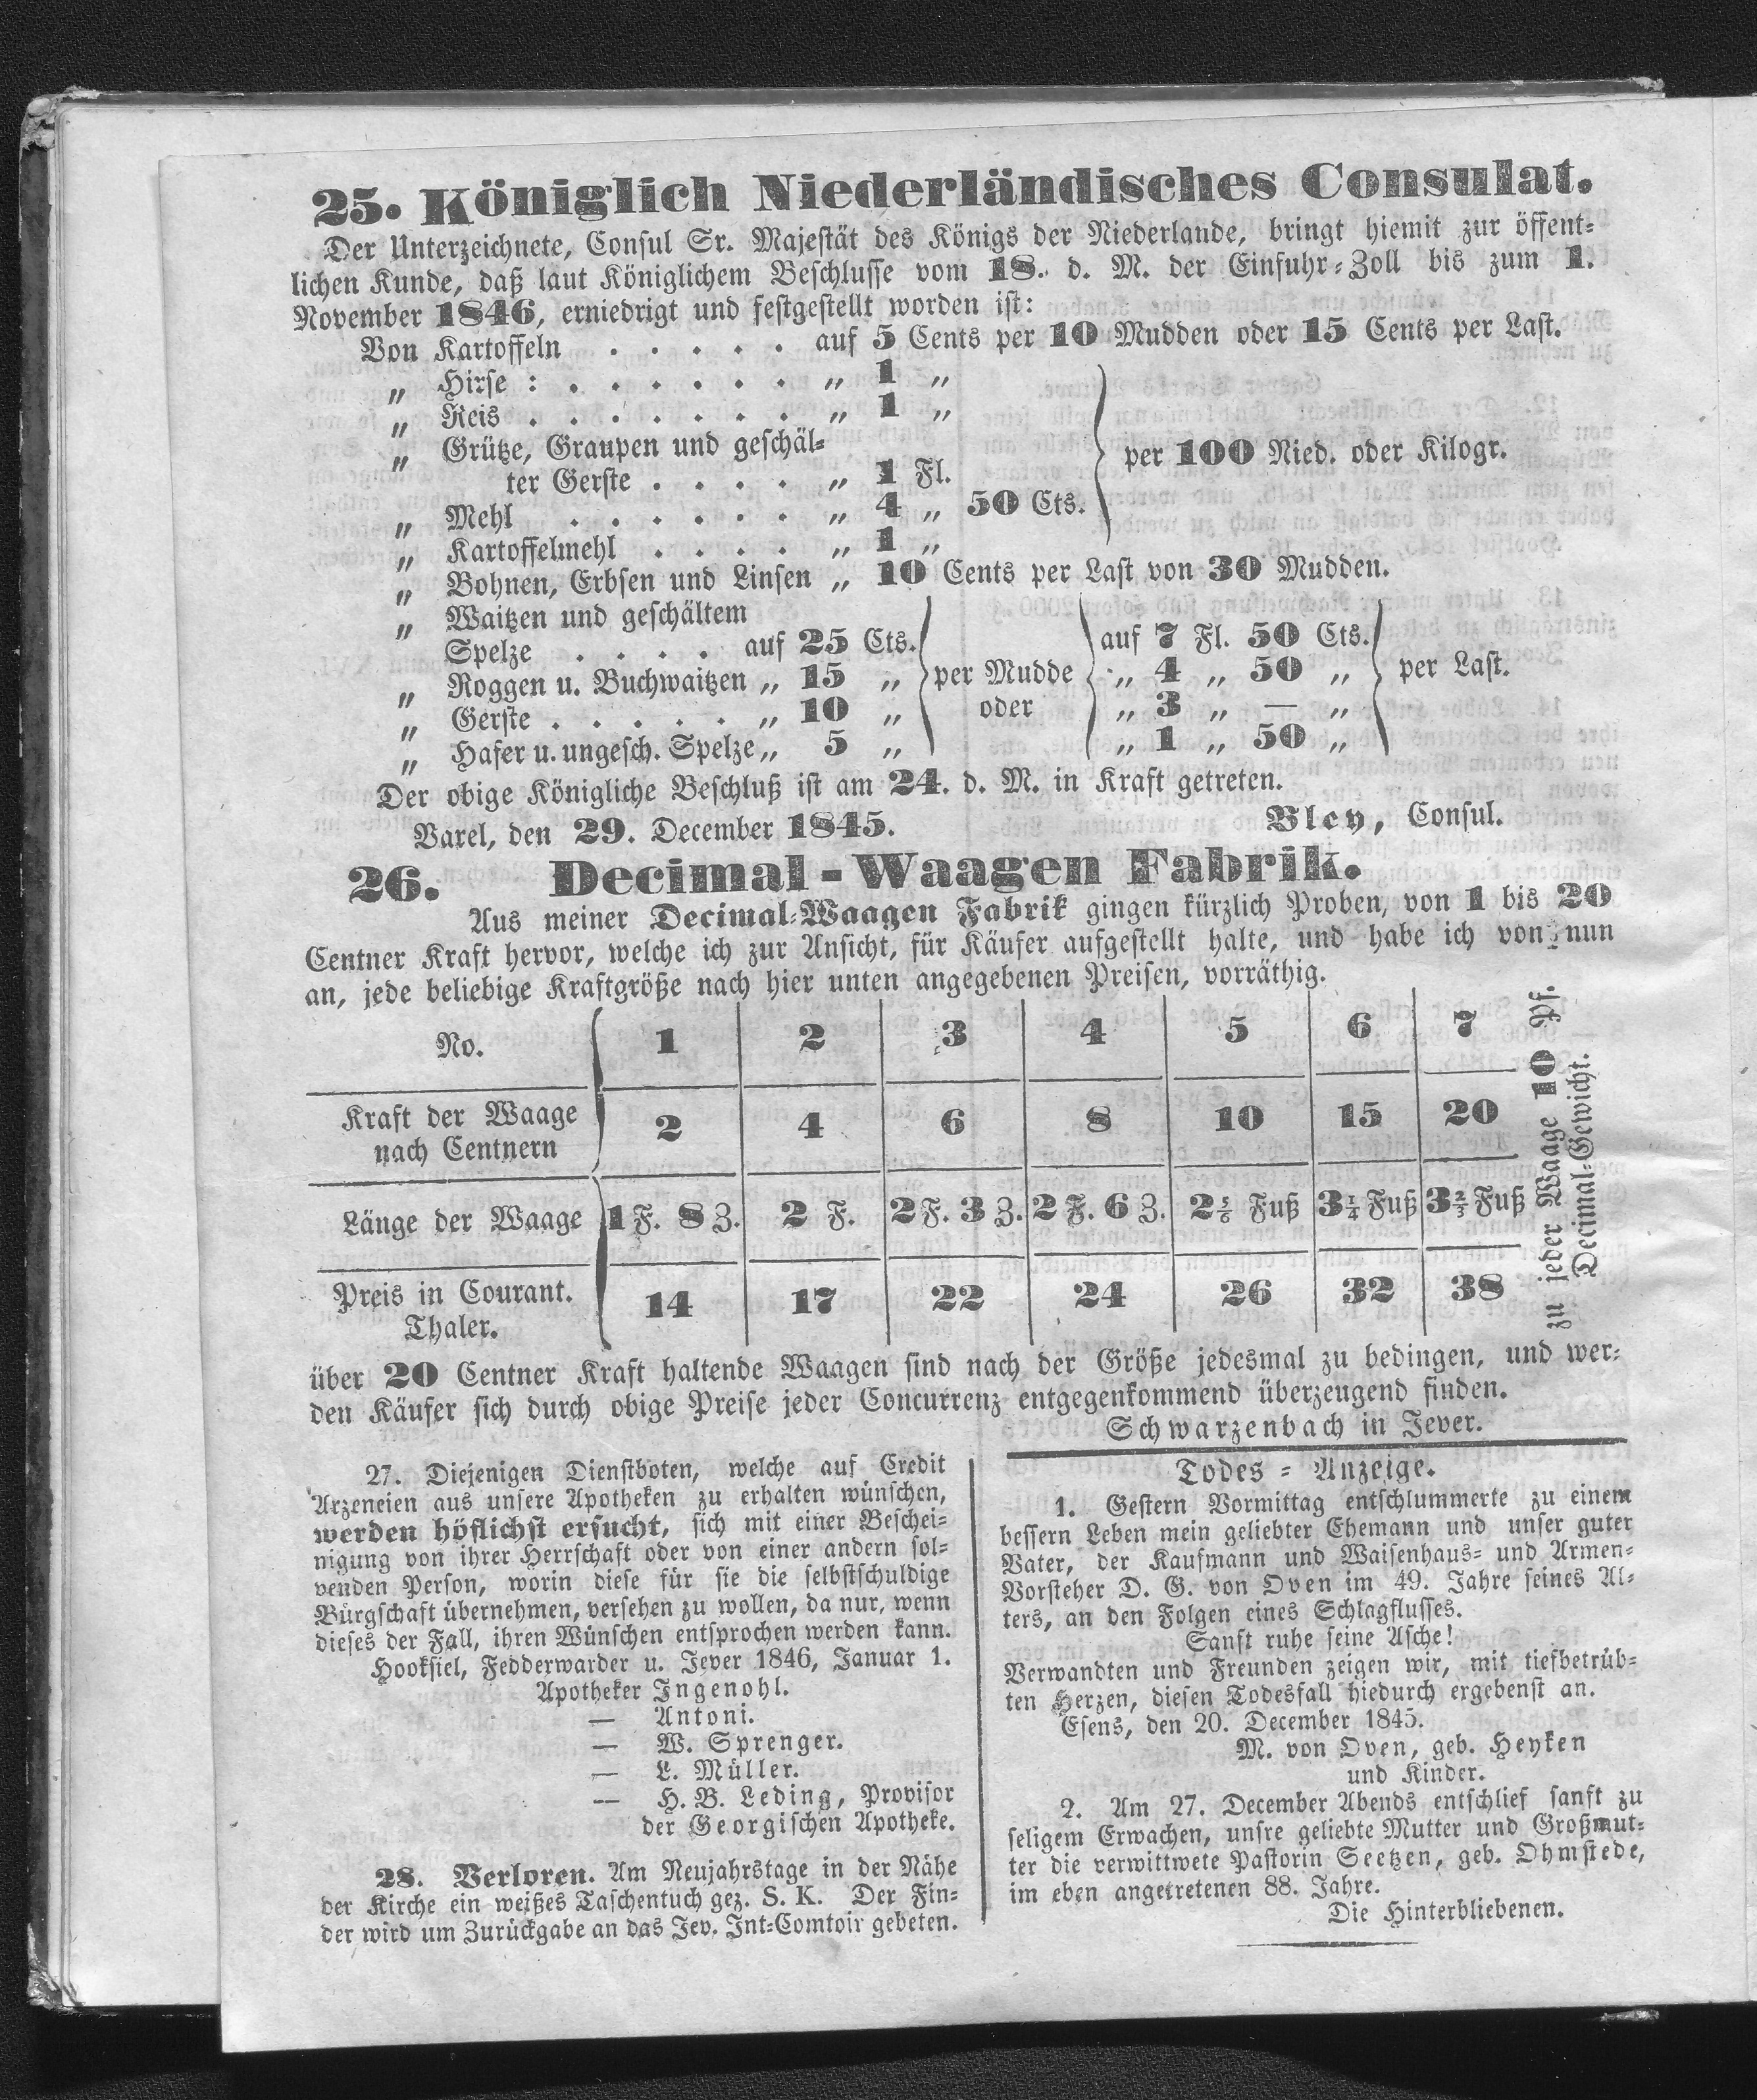 25. Königlich Niederländisches Consulat.
Der Unterzeichnete, Consul Sr. Majestät des Königs der Niederlande, bringt hiemit zur öffent-
lichen Kunde, daß laut Königlichem Beschlusse vom 18. d. M. der Einfuhr-Zoll bis zum 1.
November 1846, erniedrigt und festgestellt worden ist:
Von Kartoffeln . . . . . auf 5 Cents per 10 Mudden oder 15 Cents per Last.
„ Hirse : . . . . . . „ 1 „
„ Reis . . . . . . . „ 1 „
„ Grütze, Graupen und geschäl-
ter Gerste . . . . „ 1 Fl.
per 100 Nied. oder Kilogr.
„ Mehl . . . . . . „ 4 „ 50 Cts.
„ Kartoffelmehl . . . . „ 1 „
„ Bohnen, Erbsen und Linsen „ 10 Cents per Last von 30 Mudden.
„ Waitzen und geschältem
Spelze . . . . auf 25 Cts. auf 7 Fl. 50 Cts.
„ Roggen u. Buchwaitzen „ 15 „ per Mudde „ 4 „ 50 „ per Last.
„ Gerste . . . . . „ 10 „ oder „ 3 „ — „
„ Hafer u. ungesch. Spelze „ 5 „ „ 1 „ 50 „
Der obige Königliche Beschluß ist am 24. d. M. in Kraft getreten.
Varel, den 29. December 1845. Bley, Consul.
26. Decimal-Waagen Fabrik.
Aus meiner Decimal-Waagen Fabrik gingen kürzlich Proben, von 1 bis 20
Centner Kraft hervor, welche ich zur Ansicht, für Käufer aufgestellt halte, und habe ich von nun
an, jede beliebige Kraftgröße nach hier unten angegebenen Preisen, vorräthig.
No. 1 2 3 4 5 6 7
Kraft der Waage
nach Centnern 2 4 6 8 10 15 20
Länge der Waage 1 F. 8 Z. 2 F. 2 F. 3 Z. 2 F. 6 Z. 2 5/6 Fuß 3 1/4 Fuß 3 2/3 Fuß
Preis in Courant.
Thaler. 14 17 22 24 26 32 38
zu jeder Waage 10 Pf.
Decimal-Gewicht.
über 20 Centner Kraft haltende Waagen sind nach der Größe jedesmal zu bedingen, und wer-
den Käufer sich durch obige Preise jeder Concurrenz entgegenkommend überzeugend finden.
Schwarzenbach in Jever.
27. Diejenigen Dienstboten, welche auf Credit
Arzeneien aus unsere Apotheken zu erhalten wünschen,
werden höflichst ersucht, sich mit einer Beschei-
nigung von ihrer Herrschaft oder von einer andern sol-
venden Person, worin diese für sie die selbstschuldige
Bürgschaft übernehmen, versehen zu wollen, da nur, wenn
dieses der Fall, ihren Wünschen entsprochen werden kann.
Hooksiel, Fedderwarder u. Jever 1846, Januar 1.
Apotheker Ingenohl.
— Antoni.
— W. Sprenger.
— L. Müller.
— H. B. Leding, Provisor
der Georgischen Apotheke.
28. Verloren. Am Neujahrstage in der Nähe
der Kirche ein weißes Taschentuch gez. S. K. Der Fin-
der wird um Zurückgabe an das Jev. Int-Comtoir gebeten.
Todes-Anzeige.
1. Gestern Vormittag entschlummerte zu einem
bessern Leben mein geliebter Ehemann und unser guter
Vater, der Kaufmann und Waisenhaus- und Armen-
Vorsteher D. G. von Oven im 49. Jahre seines Al-
ters, an den Folgen eines Schlagflusses.
Sanft ruhe seine Asche!
Verwandten und Freunden zeigen wir, mit tiefbetrüb-
ten Herzen, diesen Todesfall hiedurch ergebenst an.
Esens, den 20. December 1845.
M. von Oven, geb. Heyken
und Kinder.
2. Am 27. December Abends entschlief sanft zu
seligem Erwachen, unsre geliebte Mutter und Großmut-
ter die verwittwete Pastorin Seetzen, geb. Ohmstede,
im eben angetretenen 88. Jahre.
Die Hinterbliebenen.